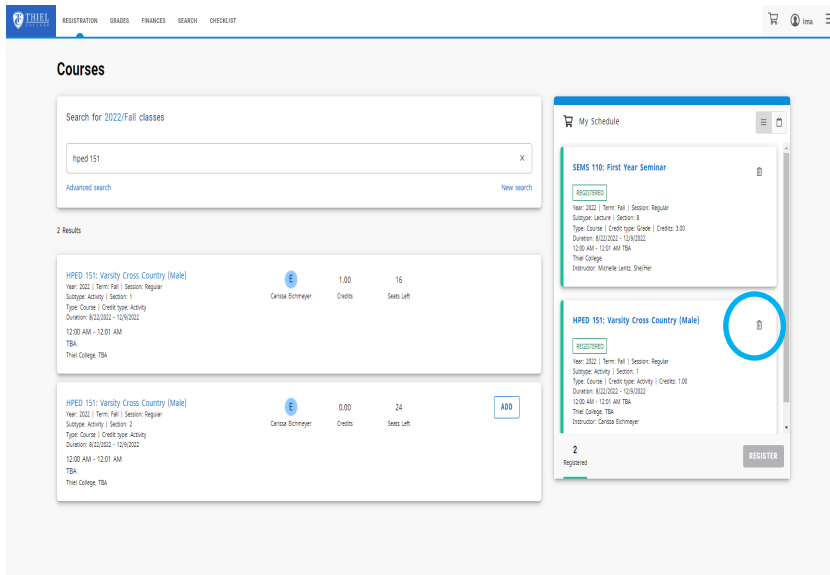 THIEL
COLLEGE
REGISTRATION GRADES FINANCES SEARCH CHECKLIST
Ima
Courses
Search for 2022/Fall classes
hped 151 X
Advanced search New search
2 Results
HPED 151: Varsity Cross Country (Male)
Year: 2022 | Term: Fall | Session: Regular
Subtype: Activity | Section: 1
Type: Course | Credit type: Activity
Duration: 8/22/2022 - 12/9/2022
12:00 AM - 12:01 AM
TBA
Thiel College, TBA
E
Carissa Eichmeyer
1.00
Credits
16
Seats Left
HPED 151: Varsity Cross Country (Male)
Year: 2022 | Term: Fall | Session: Regular
Subtype: Activity | Section: 2
Type: Course | Credit type: Activity
Duration: 8/22/2022 - 12/9/2022
12:00 AM - 12:01 AM
TBA
Thiel College, TBA
E
Carissa Eichmeyer
0.00
Credits
24
Seats Left
ADD
My Schedule
SEMS 110: First Year Seminar
REGISTERED
Year: 2022 | Term: Fall | Session: Regular
Subtype: Lecture | Section: 8
Type: Course | Credit type: Grade | Credits: 3.00
Duration: 8/22/2022 - 12/9/2022
12:00 AM - 12:01 AM TBA
Thiel College
Instructor: Michelle Lentz, She/Her
HPED 151: Varsity Cross Country (Male)
REGISTERED
Year: 2022 | Term: Fall | Session: Regular
Subtype: Activity | Section: 1
Type: Course | Credit type: Activity | Credits: 1.00
Duration: 8/22/2022 - 12/9/2022
12:00 AM - 12:01 AM TBA
Thiel College, TBA
Instructor: Carissa Eichmeyer
2
Registered
REGISTER